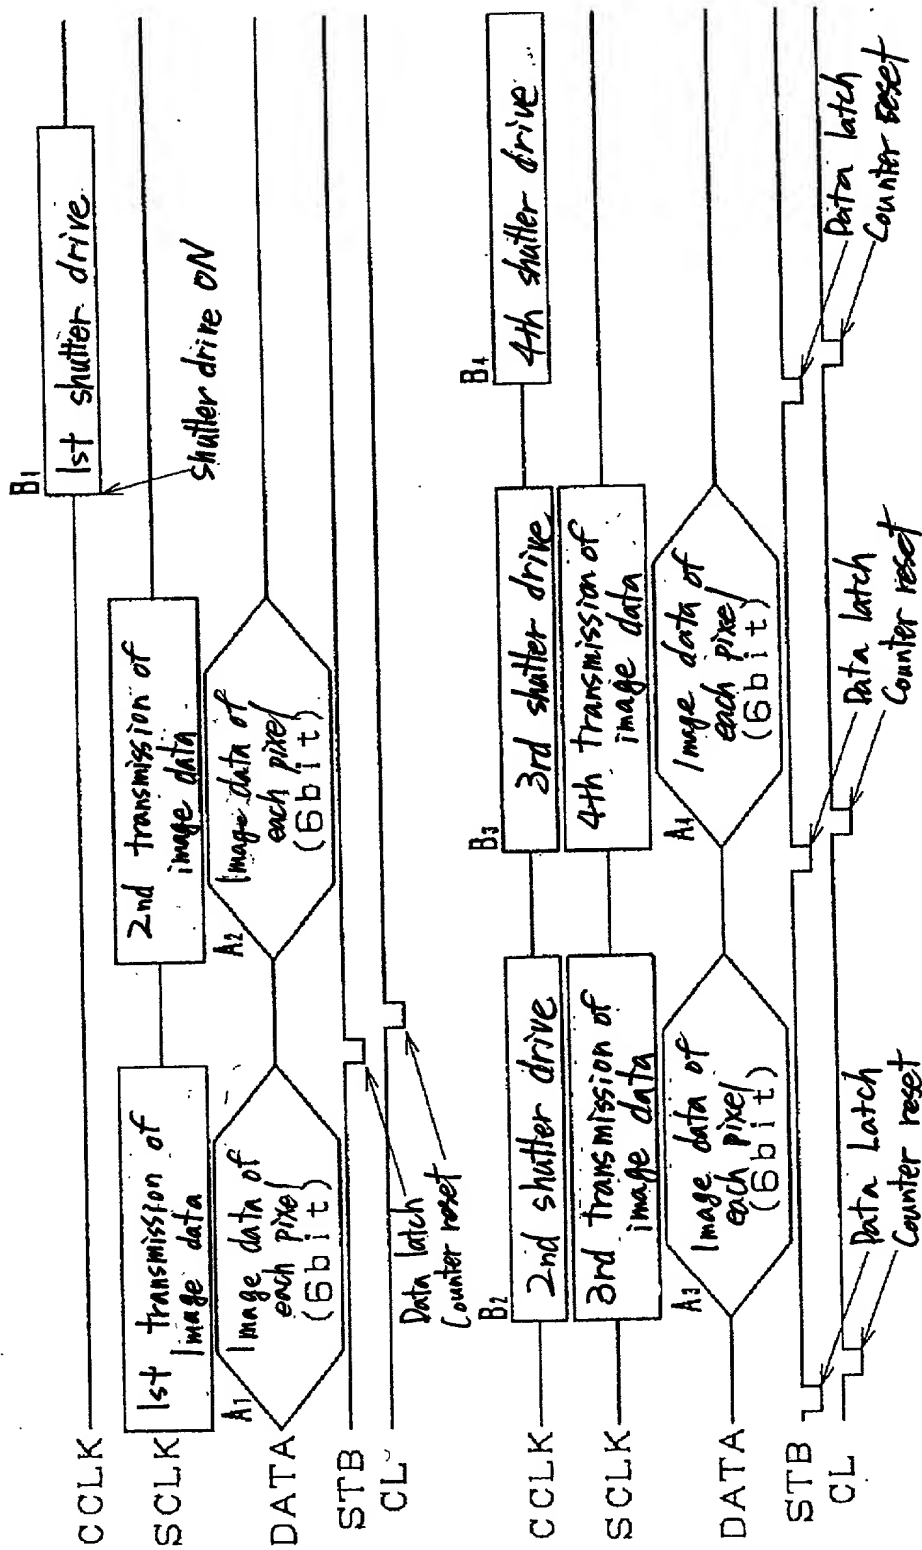 CCLK
B1
1st shutter drive
shutter drive ON
SCLK
1st transmission of
Image data
2nd transmission of
image data
DATA
A1
Image data of
each pixel
(6bit)
A2
Image data of
each pixel
(6bit)
STB
CL
Data latch
Counter reset
CCLK
B2
2nd shutter drive
B3
3rd shutter drive
B4
4th shutter drive
SCLK
3rd transmission of
image data
4th transmission of
image data
DATA
A3
Image data of
each pixel
(6bit)
A4
Image data of
each pixel
(6bit)
STB
CL
Data Latch
Counter reset
Data latch
Counter reset
Data latch
Counter reset